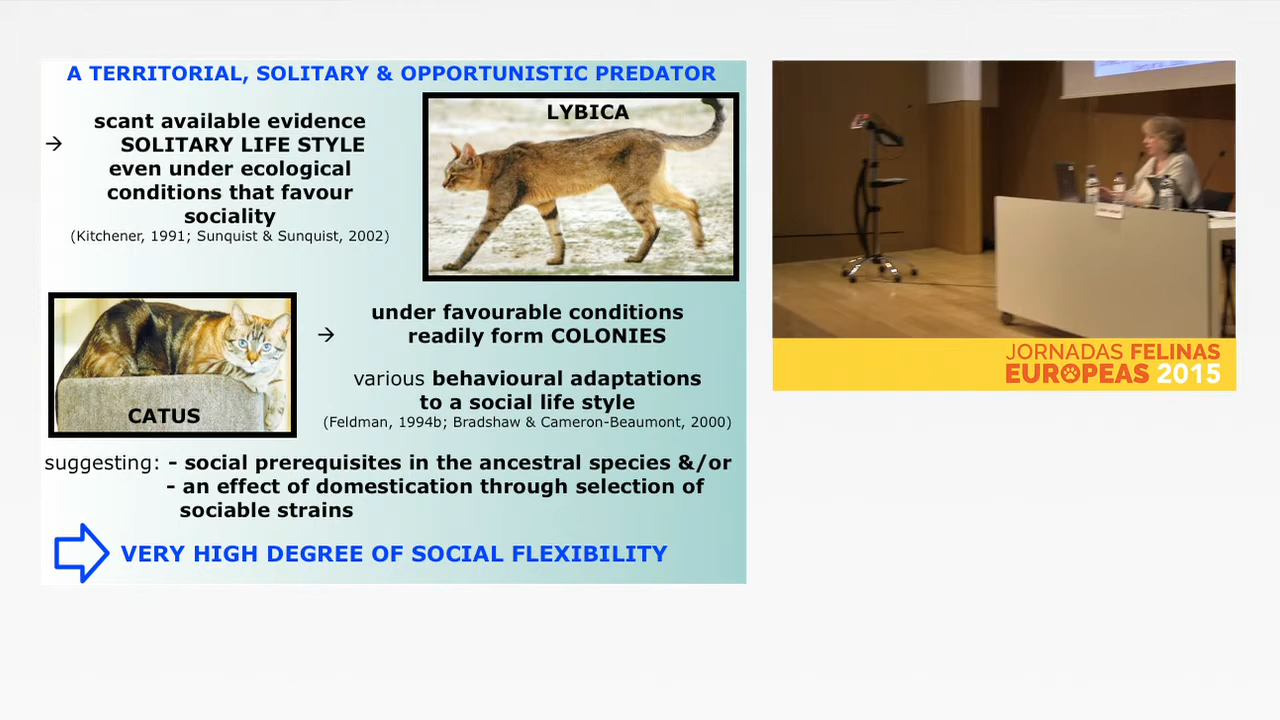 A TERRITORIAL, SOLITARY & OPPORTUNISTIC PREDATOR
→ scant available evidence
SOLITARY LIFE STYLE
even under ecological
conditions that favour
sociality
(Kitchener, 1991; Sunquist & Sunquist, 2002)
LYBICA
CATUS
→ under favourable conditions
readily form COLONIES
various behavioural adaptations
to a social life style
(Feldman, 1994b; Bradshaw & Cameron-Beaumont, 2000)
suggesting: - social prerequisites in the ancestral species &/or
- an effect of domestication through selection of
sociable strains
VERY HIGH DEGREE OF SOCIAL FLEXIBILITY
JORNADAS FELINAS
EUROPEAS 2015